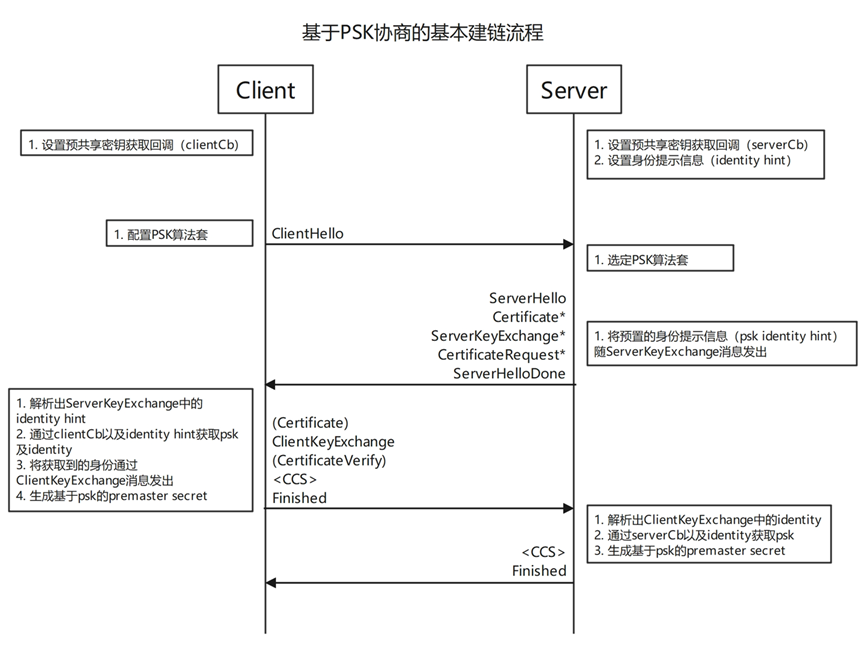 基于PSK协商的基本建链流程
Client
Server
1. 设置预共享密钥获取回调（clientCb）
1. 设置预共享密钥获取回调（serverCb）
2. 设置身份提示信息（identity hint）
1. 配置PSK算法套
ClientHello
1. 选定PSK算法套
ServerHello
Certificate*
ServerKeyExchange*
CertificateRequest*
ServerHelloDone
1. 将预置的身份提示信息（psk identity hint）
随ServerKeyExchange消息发出
1. 解析出ServerKeyExchange中的
identity hint
2. 通过clientCb以及identity hint获取psk
及identity
3. 将获取到的身份通过
ClientKeyExchange消息发出
4. 生成基于psk的premaster secret
(Certificate)
ClientKeyExchange
(CertificateVerify)
<CCS>
Finished
1. 解析出ClientKeyExchange中的identity
2. 通过serverCb以及identity获取psk
3. 生成基于psk的premaster secret
<CCS>
Finished